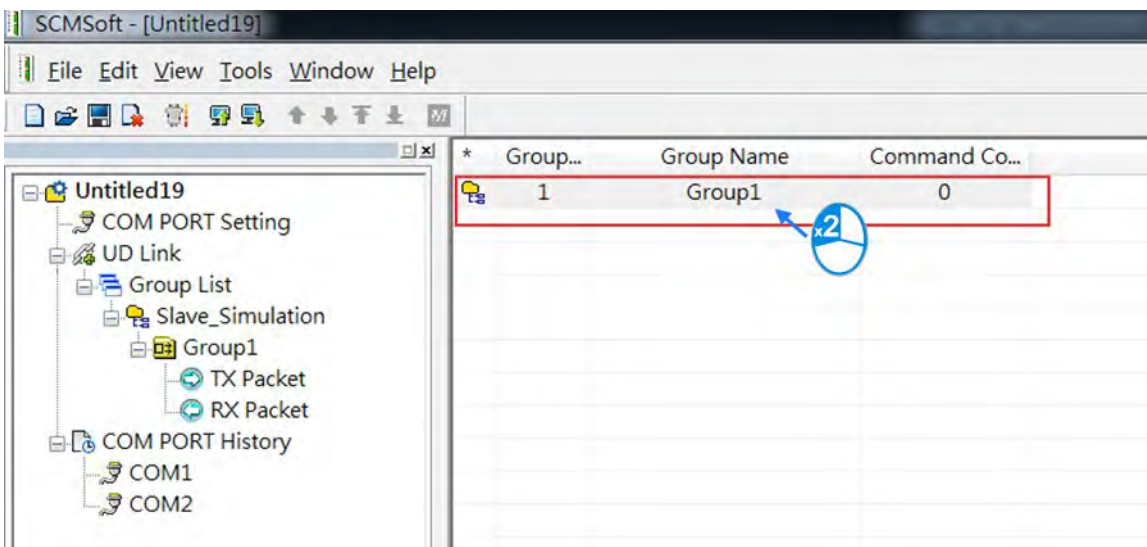 SCMSoft - [Untitled19]
File Edit View Tools Window Help
* Group... Group Name Command Co...
1 Group1 0
x2
Untitled19
COM PORT Setting
UD Link
Group List
Slave_Simulation
Group1
TX Packet
RX Packet
COM PORT History
COM1
COM2